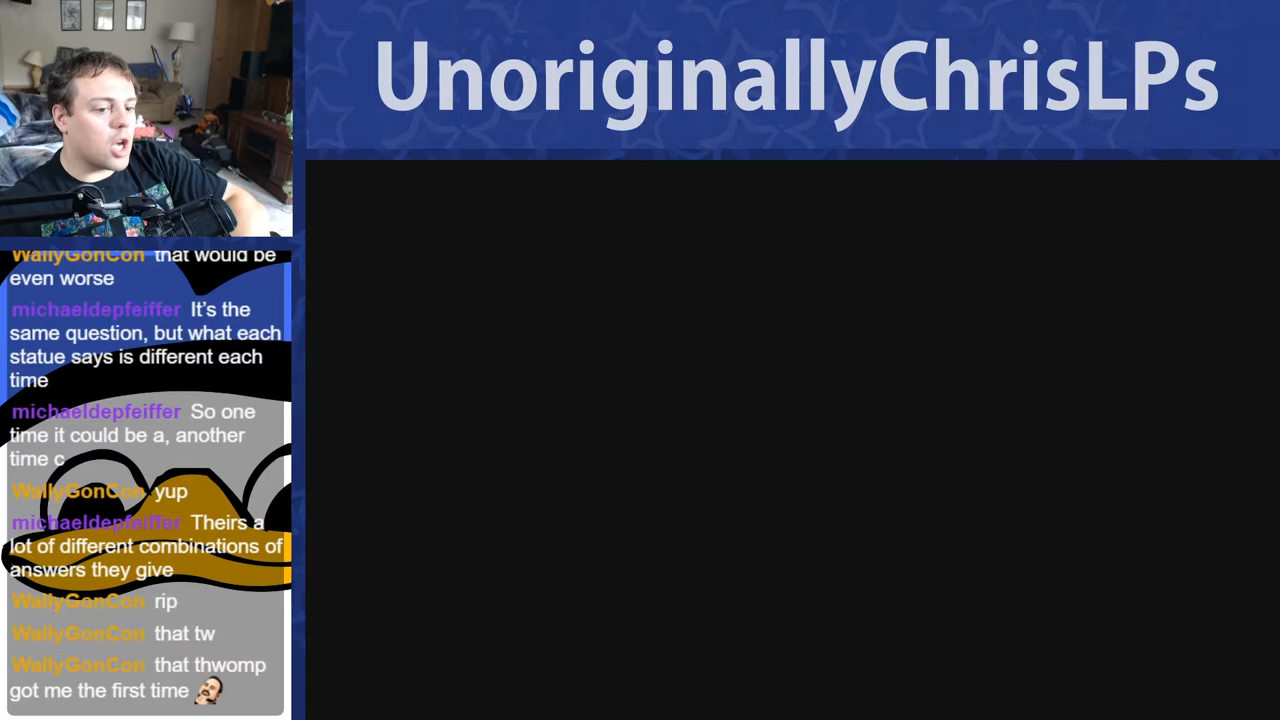 UnoriginallyChrisLPs
WallyGonCon that would be
even worse
michaeldepfeiffer It’s the
same question, but what each
statue says is different each
time
michaeldepfeiffer So one
time it could be a, another
time c
WallyGonCon yup
michaeldepfeiffer Theirs a
lot of different combinations of
answers they give
WallyGonCon rip
WallyGonCon that tw
WallyGonCon that thwomp
got me the first time